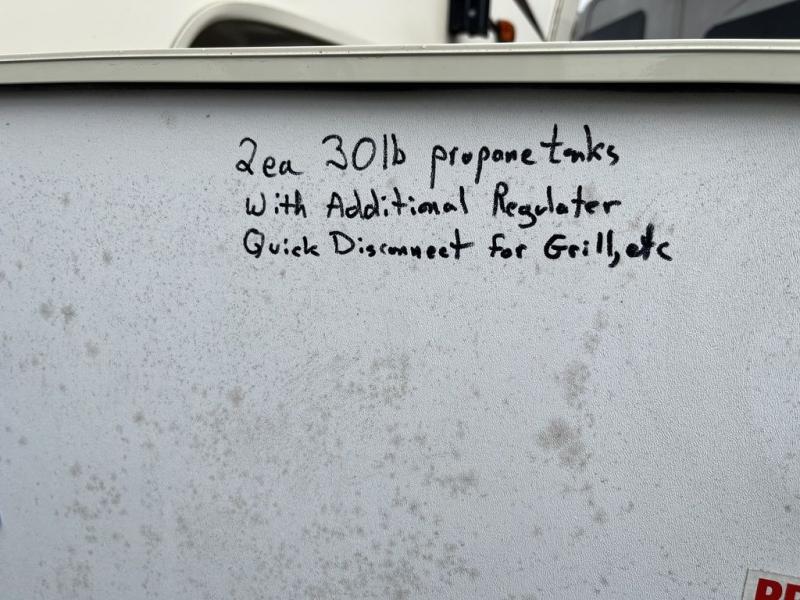 2ea 30lb propane tanks
With Additional Regulater
Quick Disconnect for Grill, etc